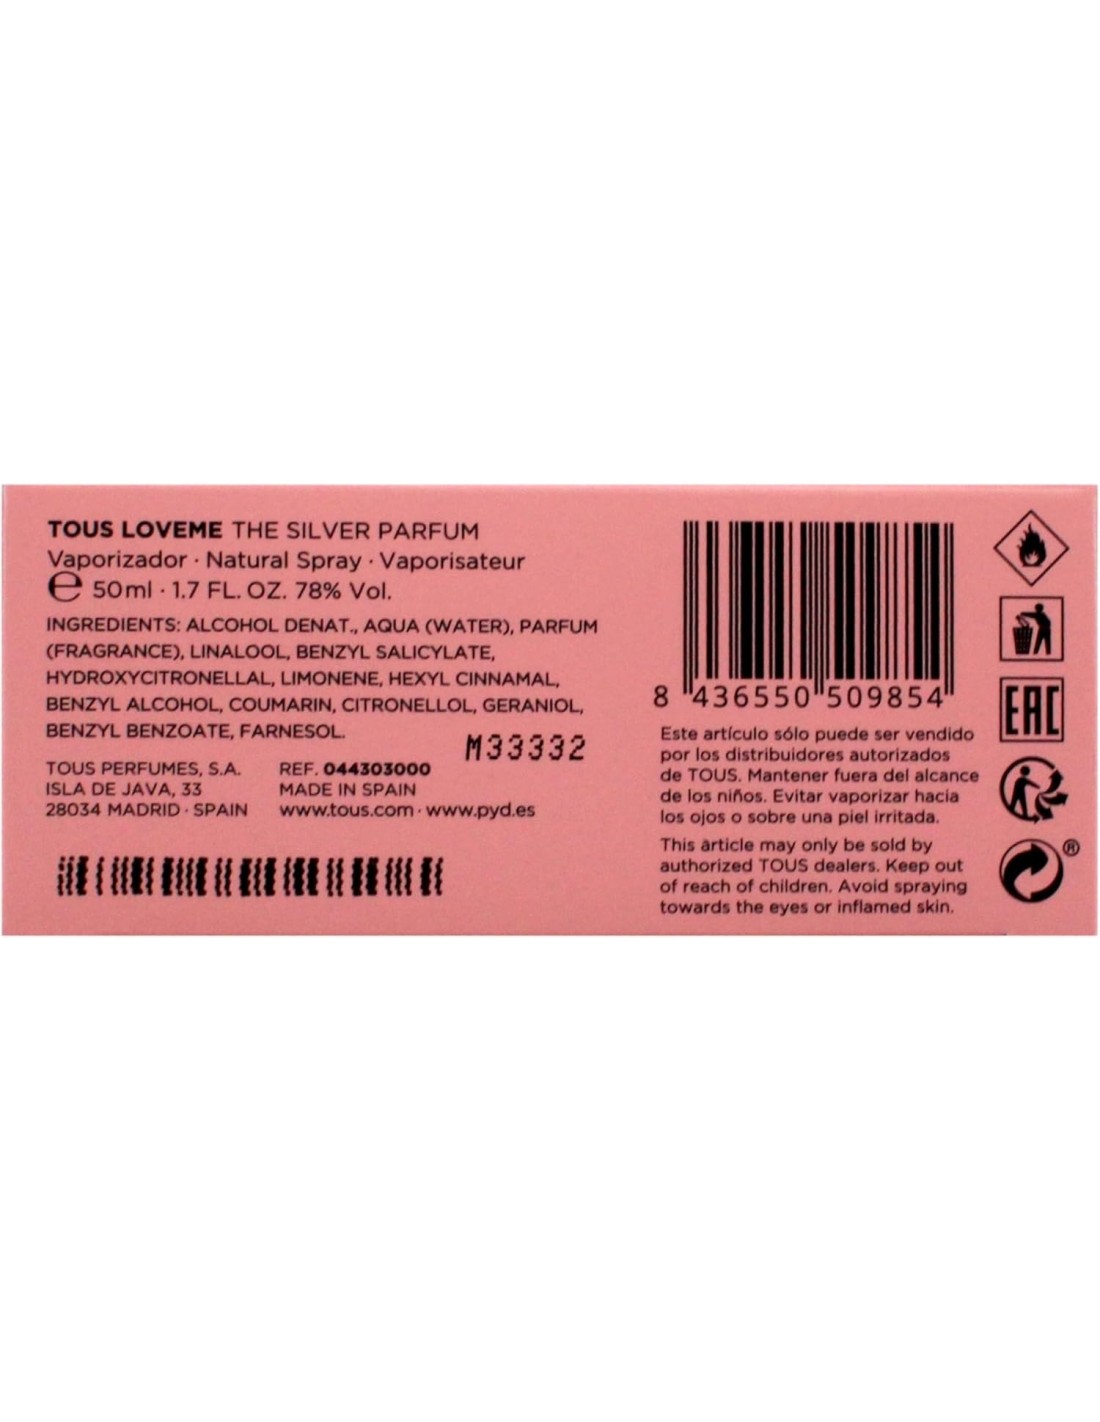 TOUS LOVEME THE SILVER PARFUM
Vaporizador · Natural Spray · Vaporisateur
℮ 50ml · 1.7 FL. OZ. 78% Vol.
INGREDIENTS: ALCOHOL DENAT., AQUA (WATER), PARFUM
(FRAGRANCE), LINALOOL, BENZYL SALICYLATE,
HYDROXYCITRONELLAL, LIMONENE, HEXYL CINNAMAL,
BENZYL ALCOHOL, COUMARIN, CITRONELLOL, GERANIOL,
BENZYL BENZOATE, FARNESOL.
M33332
TOUS PERFUMES, S.A.
ISLA DE JAVA, 33
28034 MADRID · SPAIN
REF. 044303000
MADE IN SPAIN
www.tous.com · www.pyd.es
8 436550 509854
Este artículo sólo puede ser vendido
por los distribuidores autorizados
de TOUS. Mantener fuera del alcance
de los niños. Evitar vaporizar hacia
los ojos o sobre una piel irritada.
This article may only be sold by
authorized TOUS dealers. Keep out
of reach of children. Avoid spraying
towards the eyes or inflamed skin.
EAC
®